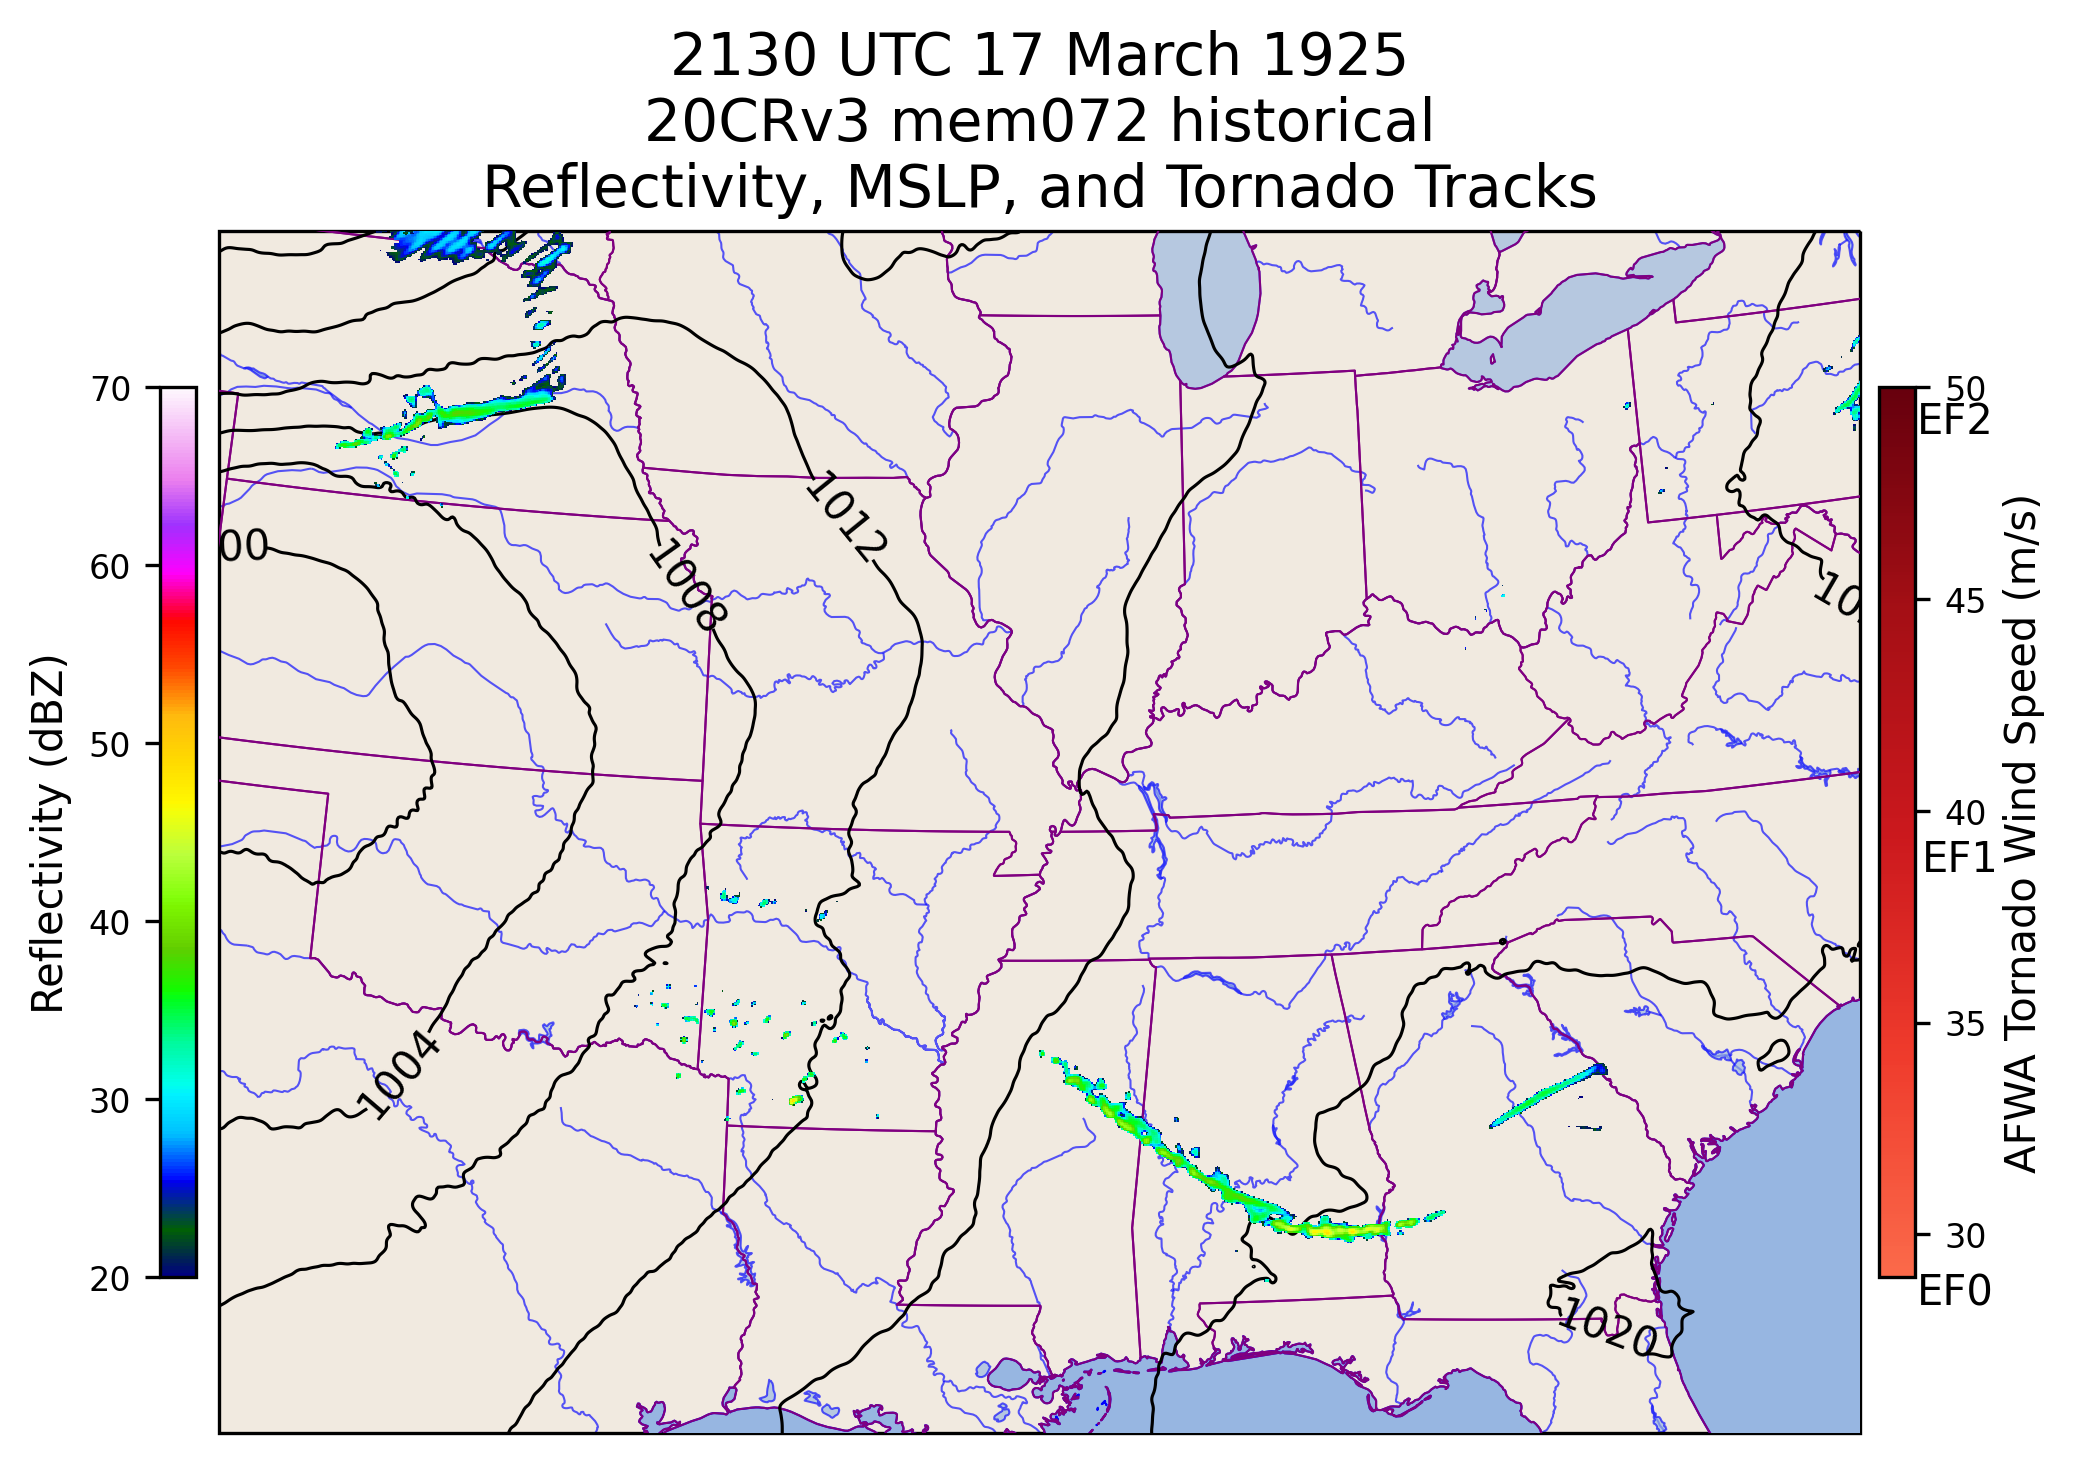 2130 UTC 17 March 1925
20CRv3 mem072 historical
Reflectivity, MSLP, and Tornado Tracks
70
60
50
40
30
20
Reflectivity (dBZ)
1012
1008
00
1004
1020
10
50
EF2
45
40
EF1
35
30
EF0
AFWA Tornado Wind Speed (m/s)